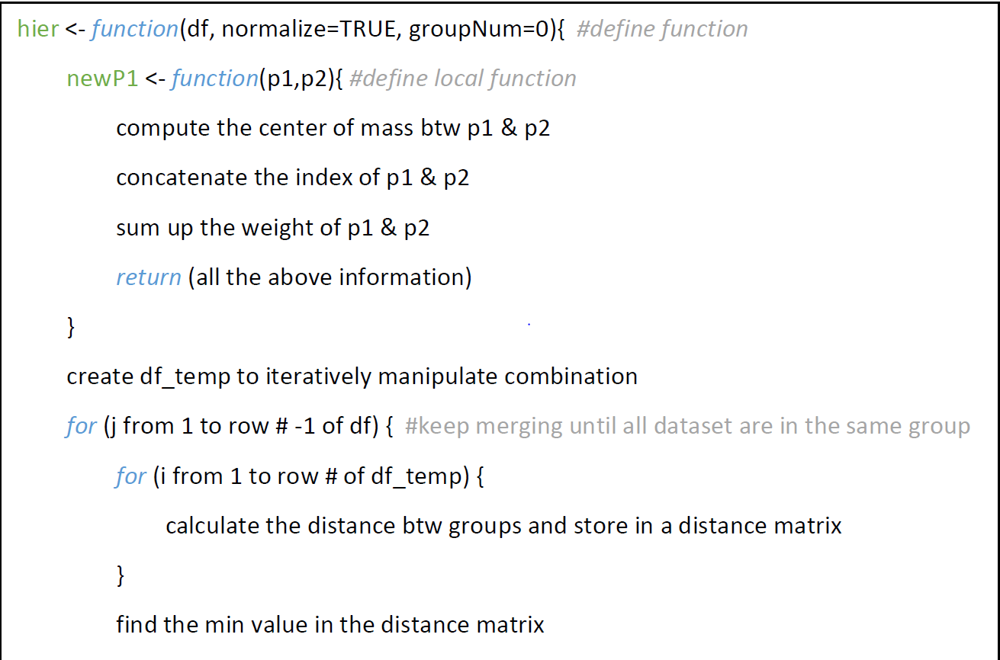 hier <- function(df, normalize=TRUE, groupNum=0){ #define function
newP1 <- function(p1,p2){ #define local function
compute the center of mass btw p1 & p2
concatenate the index of p1 & p2
sum up the weight of p1 & p2
return (all the above information)
}
create df_temp to iteratively manipulate combination
for (j from 1 to row # -1 of df) { #keep merging until all dataset are in the same group
for (i from 1 to row # of df_temp) {
calculate the distance btw groups and store in a distance matrix
}
find the min value in the distance matrix